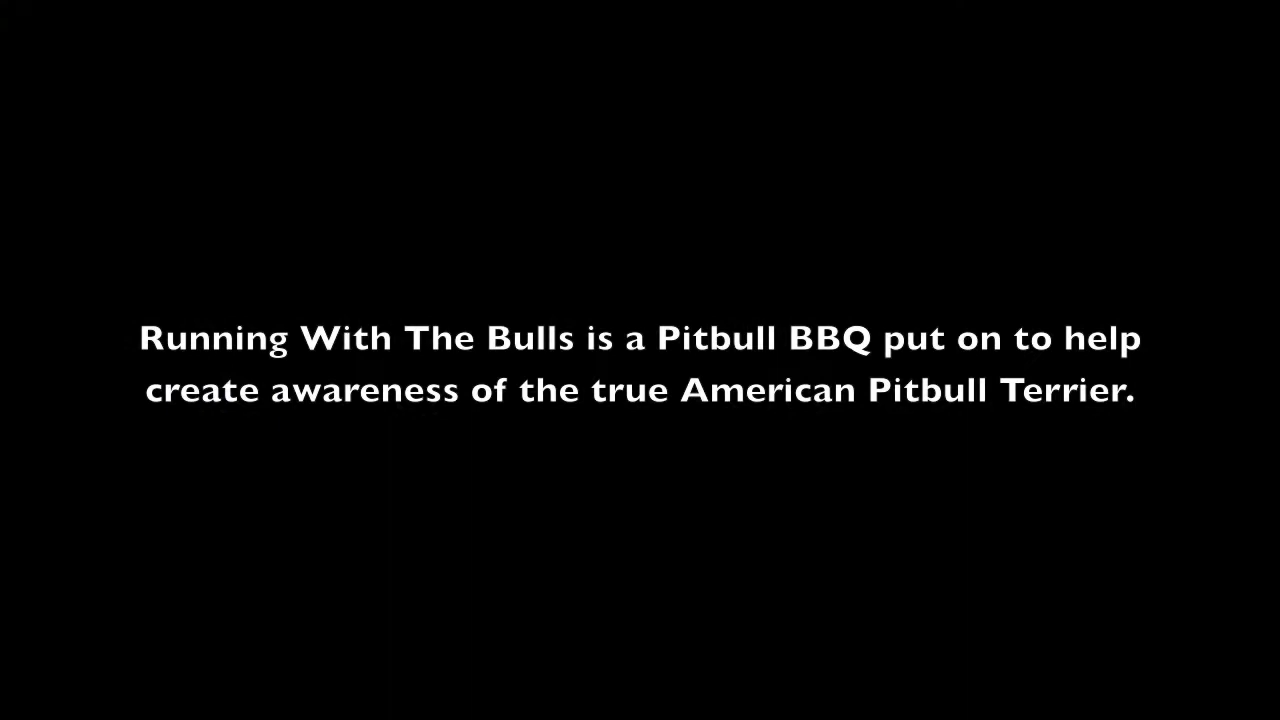 Running With The Bulls is a Pitbull BBQ put on to help
create awareness of the true American Pitbull Terrier.